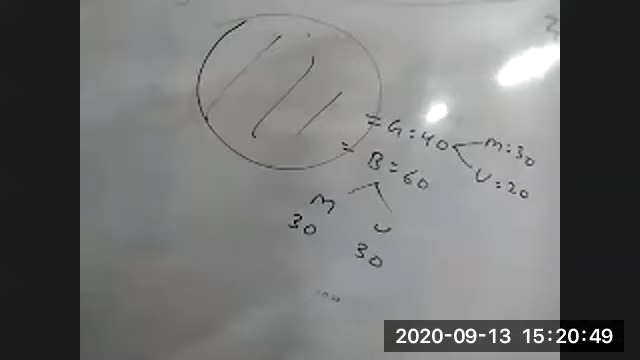 = G = 40 < M = 30
U = 20
= B = 60
M U
30 30
2020-09-13 15:20:49